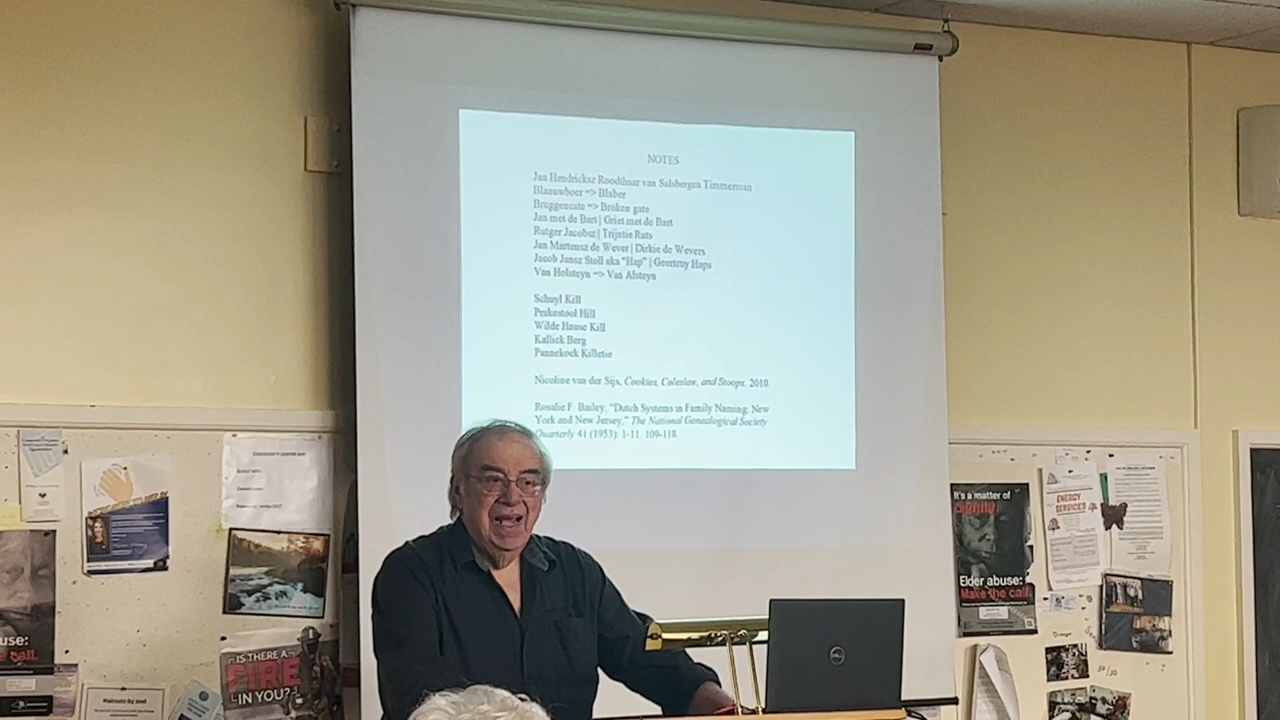 NOTES
Jan Hendricksz Roodthaar van Salsbergen Timmerman
Blaauwboer => Blaber
Bruggencate => Broken gate
Jan met de Bart | Griet met de Bart
Rutger Jacobsz | Trijntie Ruts
Jan Martensz de Wever | Dirkie de Wevers
Jacob Jansz Stoll aka "Hap" | Geertruy Haps
Van Holsteyn => Van Alsteyn
Schuyl Kill
Prakestool Hill
Wilde Hause Kill
Kallick Berg
Pannekoek Killetie
Nicoline van der Sijs, Cookies, Coleslaw, and Stoops. 2010.
Rosalie F. Bailey, "Dutch Systems in Family Naming: New
York and New Jersey," The National Genealogical Society
Quarterly 41 (1953): 1-11, 109-118.
It's a matter of
dignity
Elder abuse:
Make the call.
ENERGY
SERVICES
use:
e call.
IS THERE A
FIRE
IN YOU?
DELL